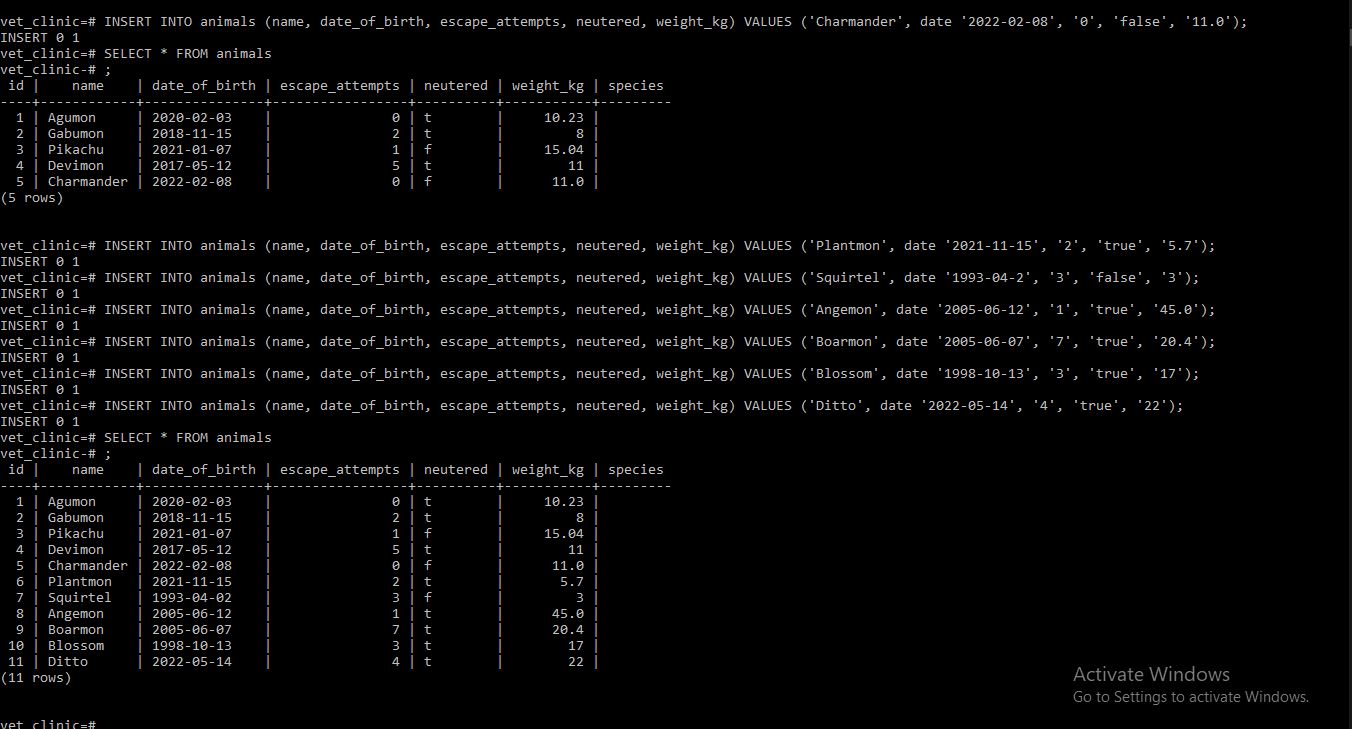 vet_clinic=# INSERT INTO animals (name, date_of_birth, escape_attempts, neutered, weight_kg) VALUES ('Charmander', date '2022-02-08', '0', 'false', '11.0');
INSERT 0 1
vet_clinic=# SELECT * FROM animals
vet_clinic-# ;
 id |    name    | date_of_birth | escape_attempts | neutered | weight_kg | species
----+------------+---------------+-----------------+----------+-----------+---------
  1 | Agumon     | 2020-02-03    |               0 | t        |     10.23 |
  2 | Gabumon    | 2018-11-15    |               2 | t        |         8 |
  3 | Pikachu    | 2021-01-07    |               1 | f        |     15.04 |
  4 | Devimon    | 2017-05-12    |               5 | t        |        11 |
  5 | Charmander | 2022-02-08    |               0 | f        |      11.0 |
(5 rows)
vet_clinic=# INSERT INTO animals (name, date_of_birth, escape_attempts, neutered, weight_kg) VALUES ('Plantmon', date '2021-11-15', '2', 'true', '5.7');
INSERT 0 1
vet_clinic=# INSERT INTO animals (name, date_of_birth, escape_attempts, neutered, weight_kg) VALUES ('Squirtel', date '1993-04-2', '3', 'false', '3');
INSERT 0 1
vet_clinic=# INSERT INTO animals (name, date_of_birth, escape_attempts, neutered, weight_kg) VALUES ('Angemon', date '2005-06-12', '1', 'true', '45.0');
INSERT 0 1
vet_clinic=# INSERT INTO animals (name, date_of_birth, escape_attempts, neutered, weight_kg) VALUES ('Boarmon', date '2005-06-07', '7', 'true', '20.4');
INSERT 0 1
vet_clinic=# INSERT INTO animals (name, date_of_birth, escape_attempts, neutered, weight_kg) VALUES ('Blossom', date '1998-10-13', '3', 'true', '17');
INSERT 0 1
vet_clinic=# INSERT INTO animals (name, date_of_birth, escape_attempts, neutered, weight_kg) VALUES ('Ditto', date '2022-05-14', '4', 'true', '22');
INSERT 0 1
vet_clinic=# SELECT * FROM animals
vet_clinic-# ;
 id |    name    | date_of_birth | escape_attempts | neutered | weight_kg | species
----+------------+---------------+-----------------+----------+-----------+---------
  1 | Agumon     | 2020-02-03    |               0 | t        |     10.23 |
  2 | Gabumon    | 2018-11-15    |               2 | t        |         8 |
  3 | Pikachu    | 2021-01-07    |               1 | f        |     15.04 |
  4 | Devimon    | 2017-05-12    |               5 | t        |        11 |
  5 | Charmander | 2022-02-08    |               0 | f        |      11.0 |
  6 | Plantmon   | 2021-11-15    |               2 | t        |       5.7 |
  7 | Squirtel   | 1993-04-02    |               3 | f        |         3 |
  8 | Angemon    | 2005-06-12    |               1 | t        |      45.0 |
  9 | Boarmon    | 2005-06-07    |               7 | t        |      20.4 |
 10 | Blossom    | 1998-10-13    |               3 | t        |        17 |
 11 | Ditto      | 2022-05-14    |               4 | t        |        22 |
(11 rows)
Activate Windows
Go to Settings to activate Windows.
vet_clinic=#